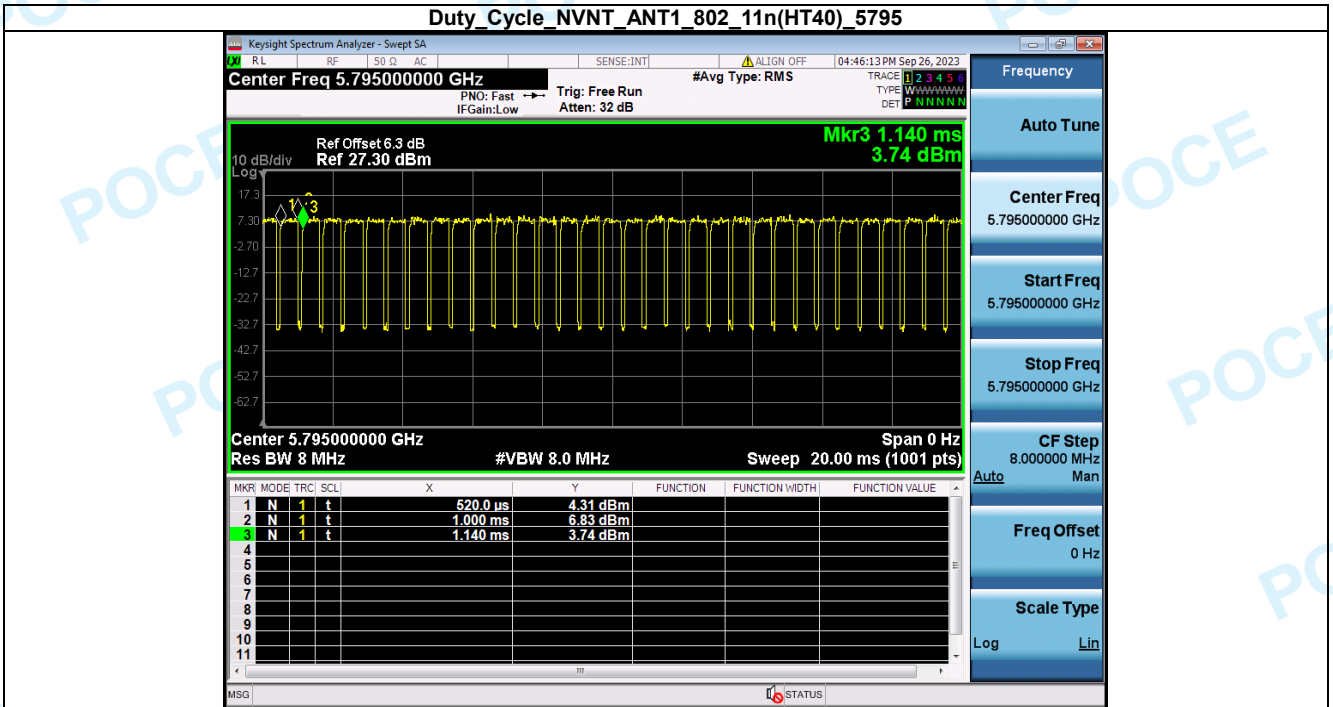 Duty_Cycle_NVNT_ANT1_802_11n(HT40)_5795
Keysight Spectrum Analyzer - Swept SA
LXI RL RF 50 Ω AC SENSE:INT ALIGN OFF 04:46:13 PM Sep 26, 2023
Center Freq 5.795000000 GHz #Avg Type: RMS TRACE 1 2 3 4 5 6
PNO: Fast Trig: Free Run TYPE WWWWWW
IFGain:Low Atten: 32 dB DET P N N N N N
Frequency
Auto Tune
Mkr3 1.140 ms
3.74 dBm
Ref Offset 6.3 dB
10 dB/div Ref 27.30 dBm
Log
17.3
7.30
-2.70
-12.7
-22.7
-32.7
-42.7
-52.7
-62.7
1 2 3
Center 5.795000000 GHz Span 0 Hz
Res BW 8 MHz #VBW 8.0 MHz Sweep 20.00 ms (1001 pts)
Center Freq
5.795000000 GHz
Start Freq
5.795000000 GHz
Stop Freq
5.795000000 GHz
CF Step
8.000000 MHz
Auto Man
Freq Offset
0 Hz
Scale Type
Log Lin
MKR MODE TRC SCL X Y FUNCTION FUNCTION WIDTH FUNCTION VALUE
1 N 1 t 520.0 µs 4.31 dBm
2 N 1 t 1.000 ms 6.83 dBm
3 N 1 t 1.140 ms 3.74 dBm
4
5
6
7
8
9
10
11
MSG STATUS
POCE
POCE
POCE